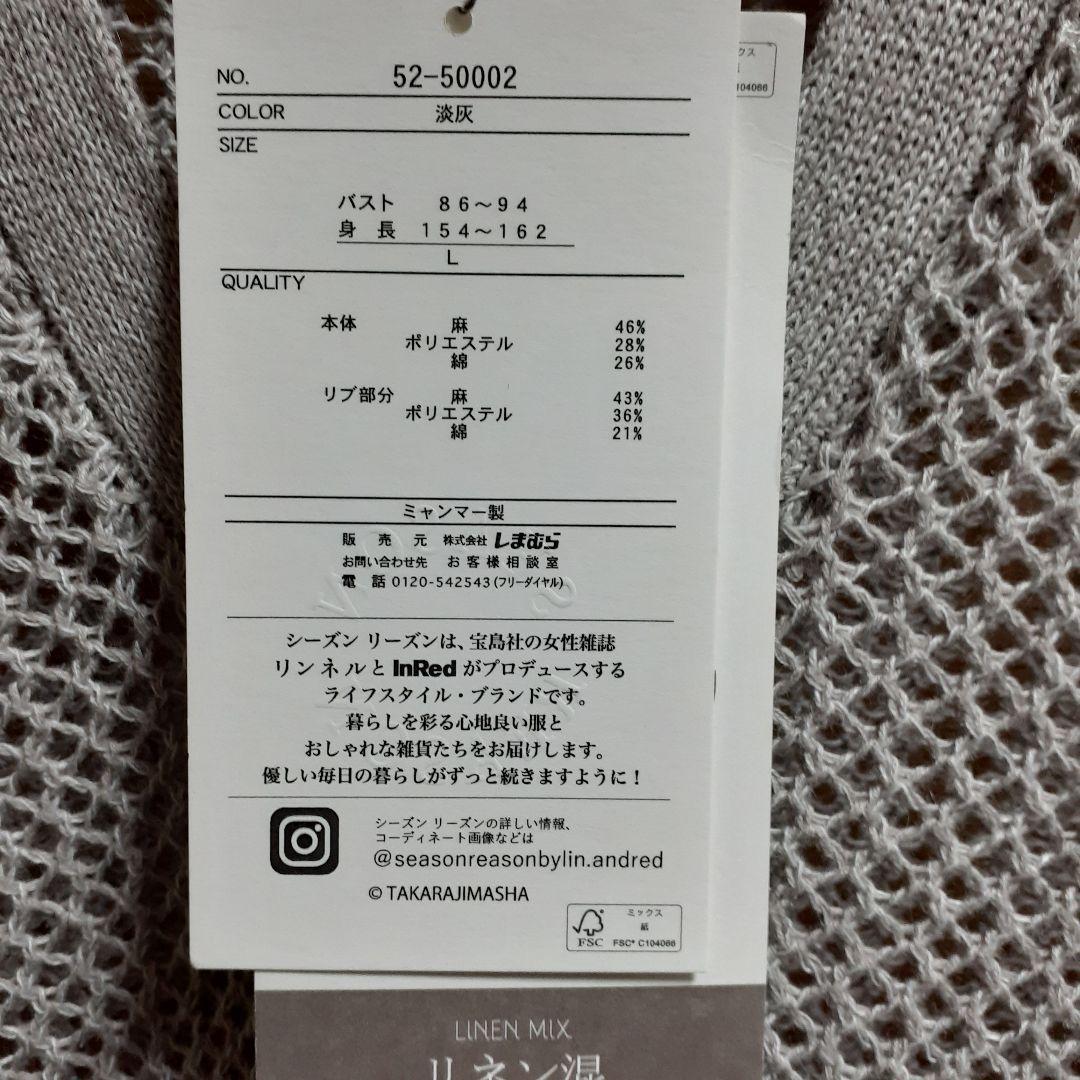 NO. 52-50002
COLOR 淡灰
SIZE
バスト 86～94
身長 154～162
L
QUALITY
本体 麻 46%
ポリエステル 28%
綿 26%
リブ部分 麻 43%
ポリエステル 36%
綿 21%
ミャンマー製
販売元 株式会社 しまむら
お問い合わせ先 お客様相談室
電話 0120-542543(フリーダイヤル)
シーズン リーズンは、宝島社の女性雑誌
リンネルと InRed がプロデュースする
ライフスタイル・ブランドです。
暮らしを彩る心地良い服と
おしゃれな雑貨たちをお届けします。
優しい毎日の暮らしがずっと続きますように！
シーズン リーズンの詳しい情報、
コーディネート画像などは
@seasonreasonbylin.andred
© TAKARAJIMASHA
ミックス
紙
FSC FSC® C104066
LINEN MIX
リネン混